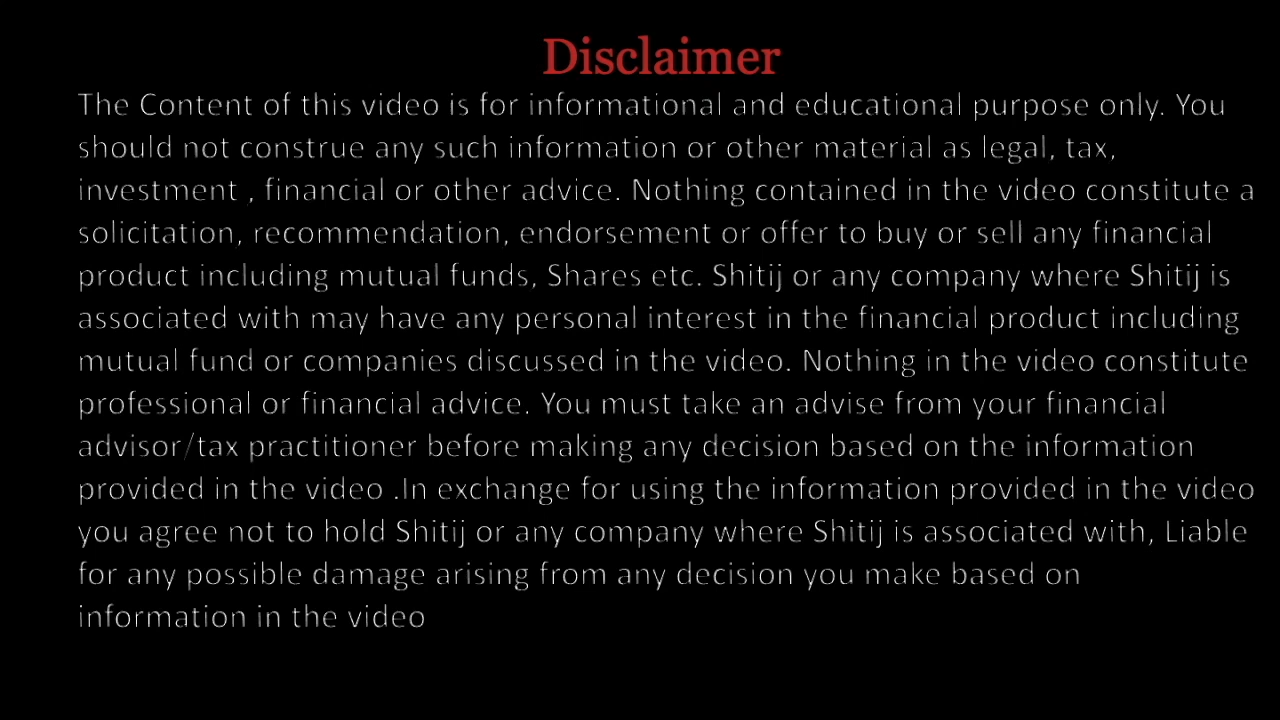 Disclaimer
The Content of this video is for informational and educational purpose only. You
should not construe any such information or other material as legal, tax,
investment , financial or other advice. Nothing contained in the video constitute a
solicitation, recommendation, endorsement or offer to buy or sell any financial
product including mutual funds, Shares etc. Shitij or any company where Shitij is
associated with may have any personal interest in the financial product including
mutual fund or companies discussed in the video. Nothing in the video constitute
professional or financial advice. You must take an advise from your financial
advisor/tax practitioner before making any decision based on the information
provided in the video .In exchange for using the information provided in the video
you agree not to hold Shitij or any company where Shitij is associated with, Liable
for any possible damage arising from any decision you make based on
information in the video